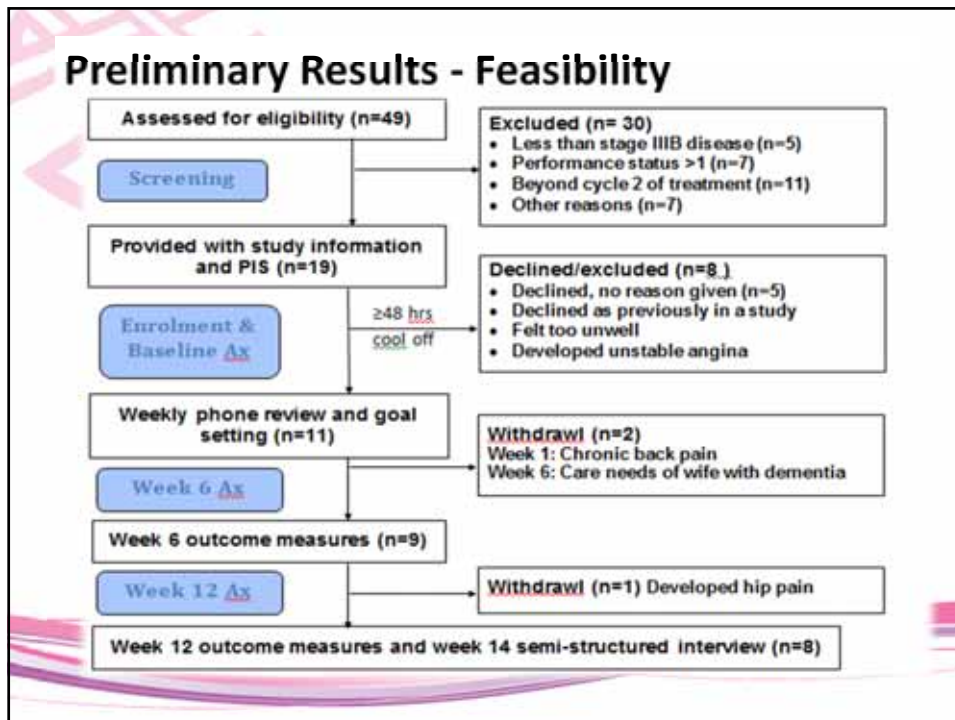 Preliminary Results - Feasibility
Assessed for eligibility (n=49)
Excluded (n= 30)
• Less than stage IIIB disease (n=5)
• Performance status >1 (n=7)
• Beyond cycle 2 of treatment (n=11)
• Other reasons (n=7)
Screening
Provided with study information
and PIS (n=19)
Declined/excluded (n=8 )
• Declined, no reason given (n=5)
• Declined as previously in a study
• Felt too unwell
• Developed unstable angina
≥48 hrs
cool off
Enrolment &
Baseline Ax
Weekly phone review and goal
setting (n=11)
Withdrawl (n=2)
Week 1: Chronic back pain
Week 6: Care needs of wife with dementia
Week 6 Ax
Week 6 outcome measures (n=9)
Week 12 Ax
Withdrawl (n=1) Developed hip pain
Week 12 outcome measures and week 14 semi-structured interview (n=8)